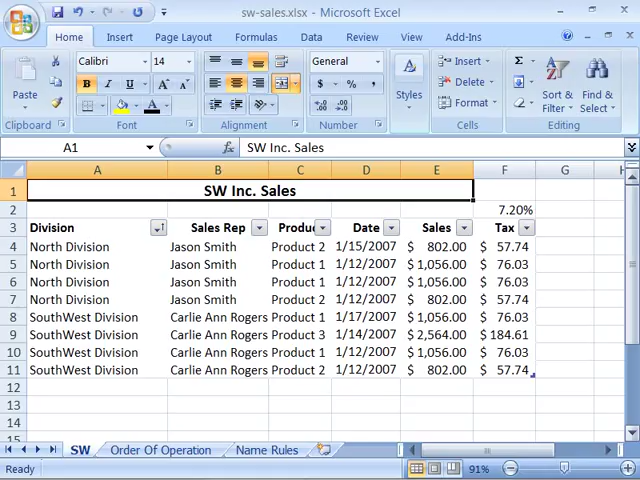 sw-sales.xlsx - Microsoft Excel
Home Insert Page Layout Formulas Data Review View Add-Ins
Calibri 14 General Insert Σ
Paste B I U $ % , Styles Delete Sort & Filter Find & Select
A Format
Clipboard Font Alignment Number Cells Editing
A1 fx SW Inc. Sales
A B C D E F G H
1 SW Inc. Sales
2 7.20%
3 Division Sales Rep Produc Date Sales Tax
4 North Division Jason Smith Product 2 1/15/2007 $ 802.00 $ 57.74
5 North Division Jason Smith Product 1 1/12/2007 $ 1,056.00 $ 76.03
6 North Division Jason Smith Product 1 1/12/2007 $ 1,056.00 $ 76.03
7 North Division Jason Smith Product 2 1/12/2007 $ 802.00 $ 57.74
8 SouthWest Division Carlie Ann Rogers Product 1 1/17/2007 $ 1,056.00 $ 76.03
9 SouthWest Division Carlie Ann Rogers Product 3 1/14/2007 $ 2,564.00 $ 184.61
10 SouthWest Division Carlie Ann Rogers Product 1 1/12/2007 $ 1,056.00 $ 76.03
11 SouthWest Division Carlie Ann Rogers Product 2 1/12/2007 $ 802.00 $ 57.74
12
13
14
15
SW Order Of Operation Name Rules
Ready 91%